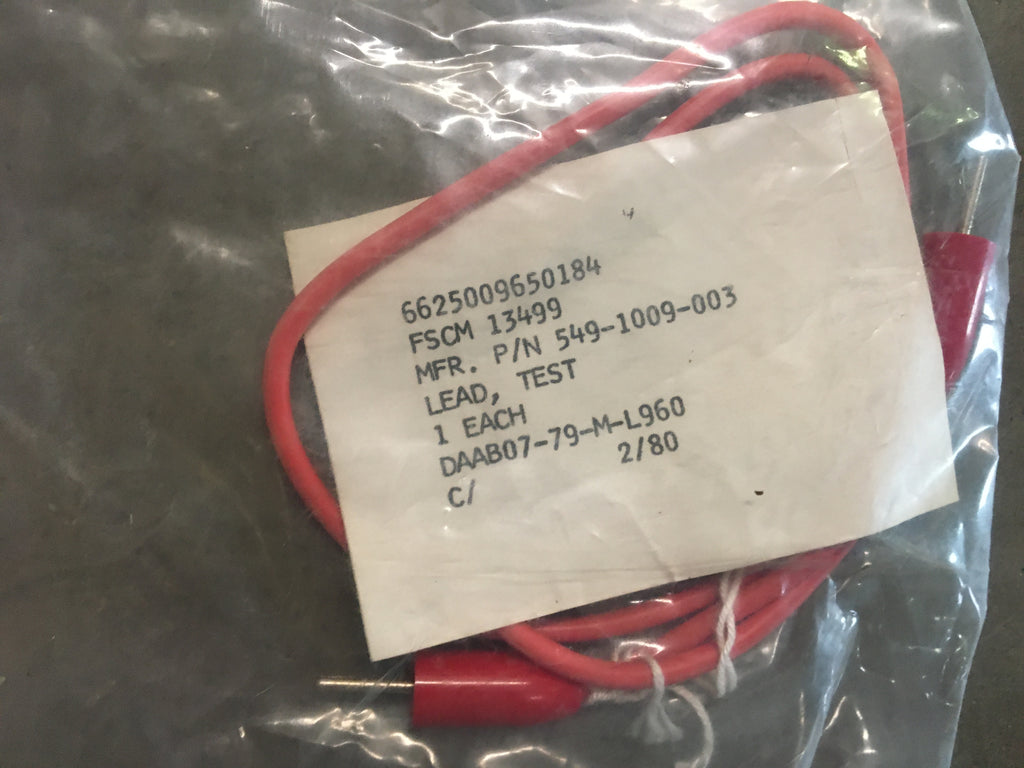 6625009650184
FSCM 13499
MFR. P/N 549-1009-003
LEAD, TEST
1 EACH
DAAB07-79-M-L960
C/ 2/80